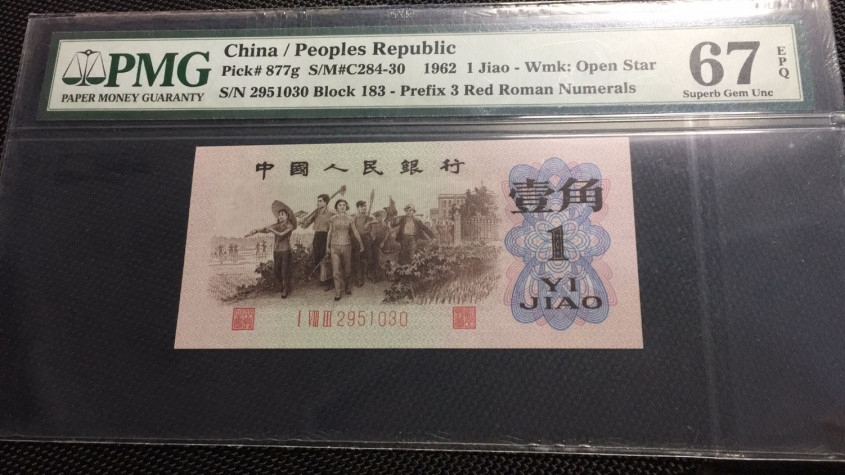 PMG
PAPER MONEY GUARANTY
China / Peoples Republic
Pick# 877g S/M#C284-30 1962 1 Jiao - Wmk: Open Star
S/N 2951030 Block 183 - Prefix 3 Red Roman Numerals
67 EPQ
Superb Gem Unc
中國人民銀行
壹角
1
YI
JIAO
I VIII III 2951030